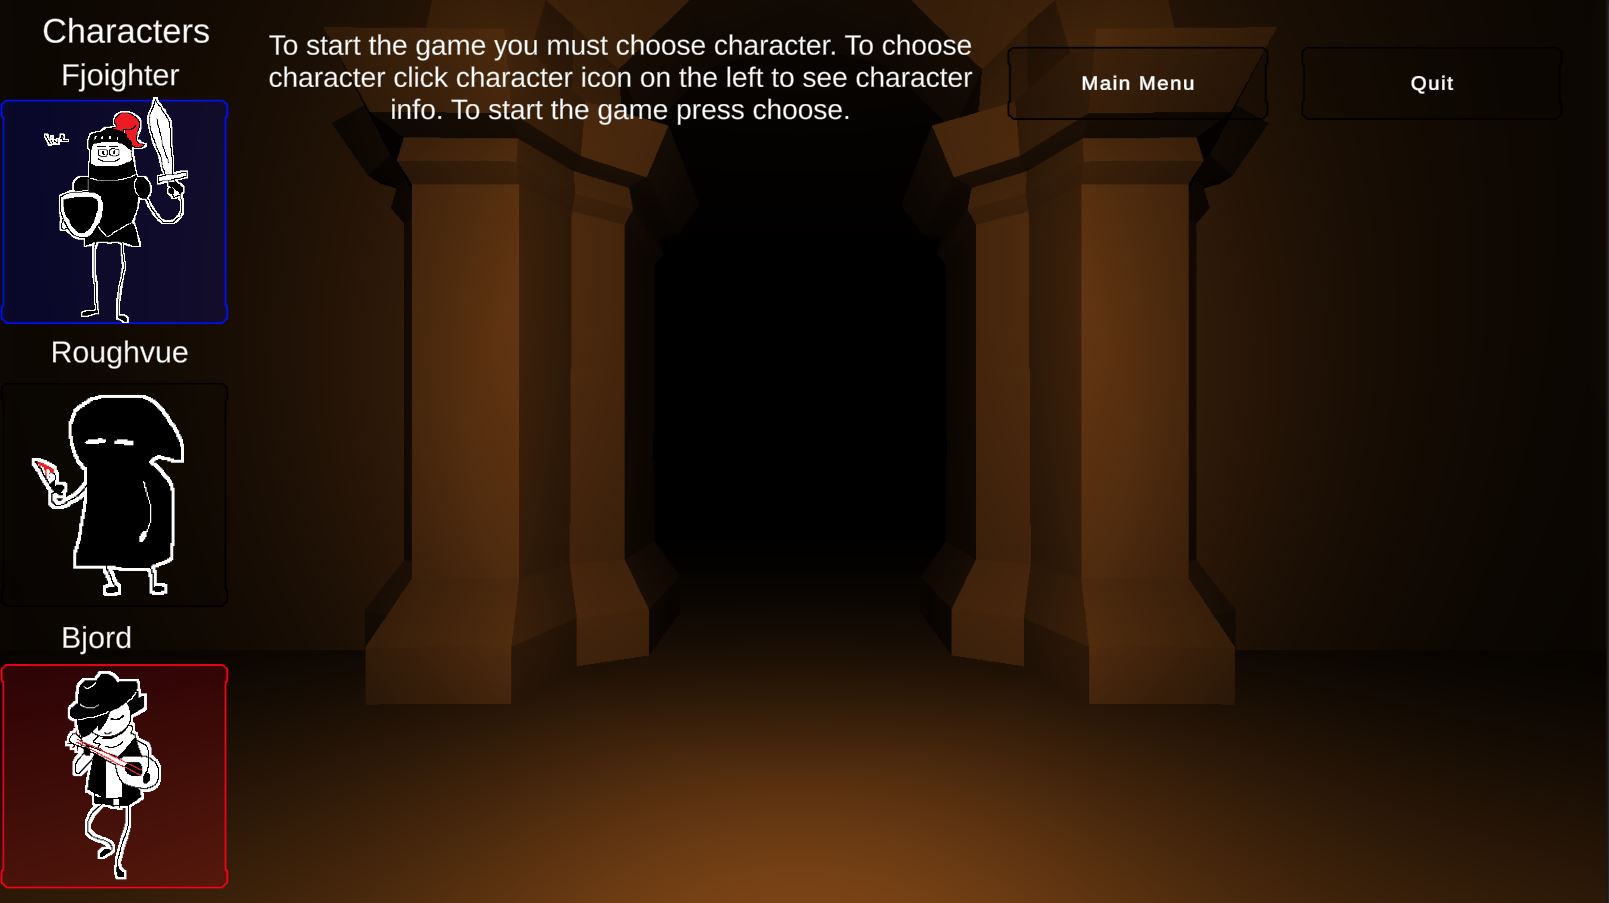 Characters
Fjoighter
To start the game you must choose character. To choose
character click character icon on the left to see character
info. To start the game press choose.
Main Menu
Quit
Roughvue
Bjord